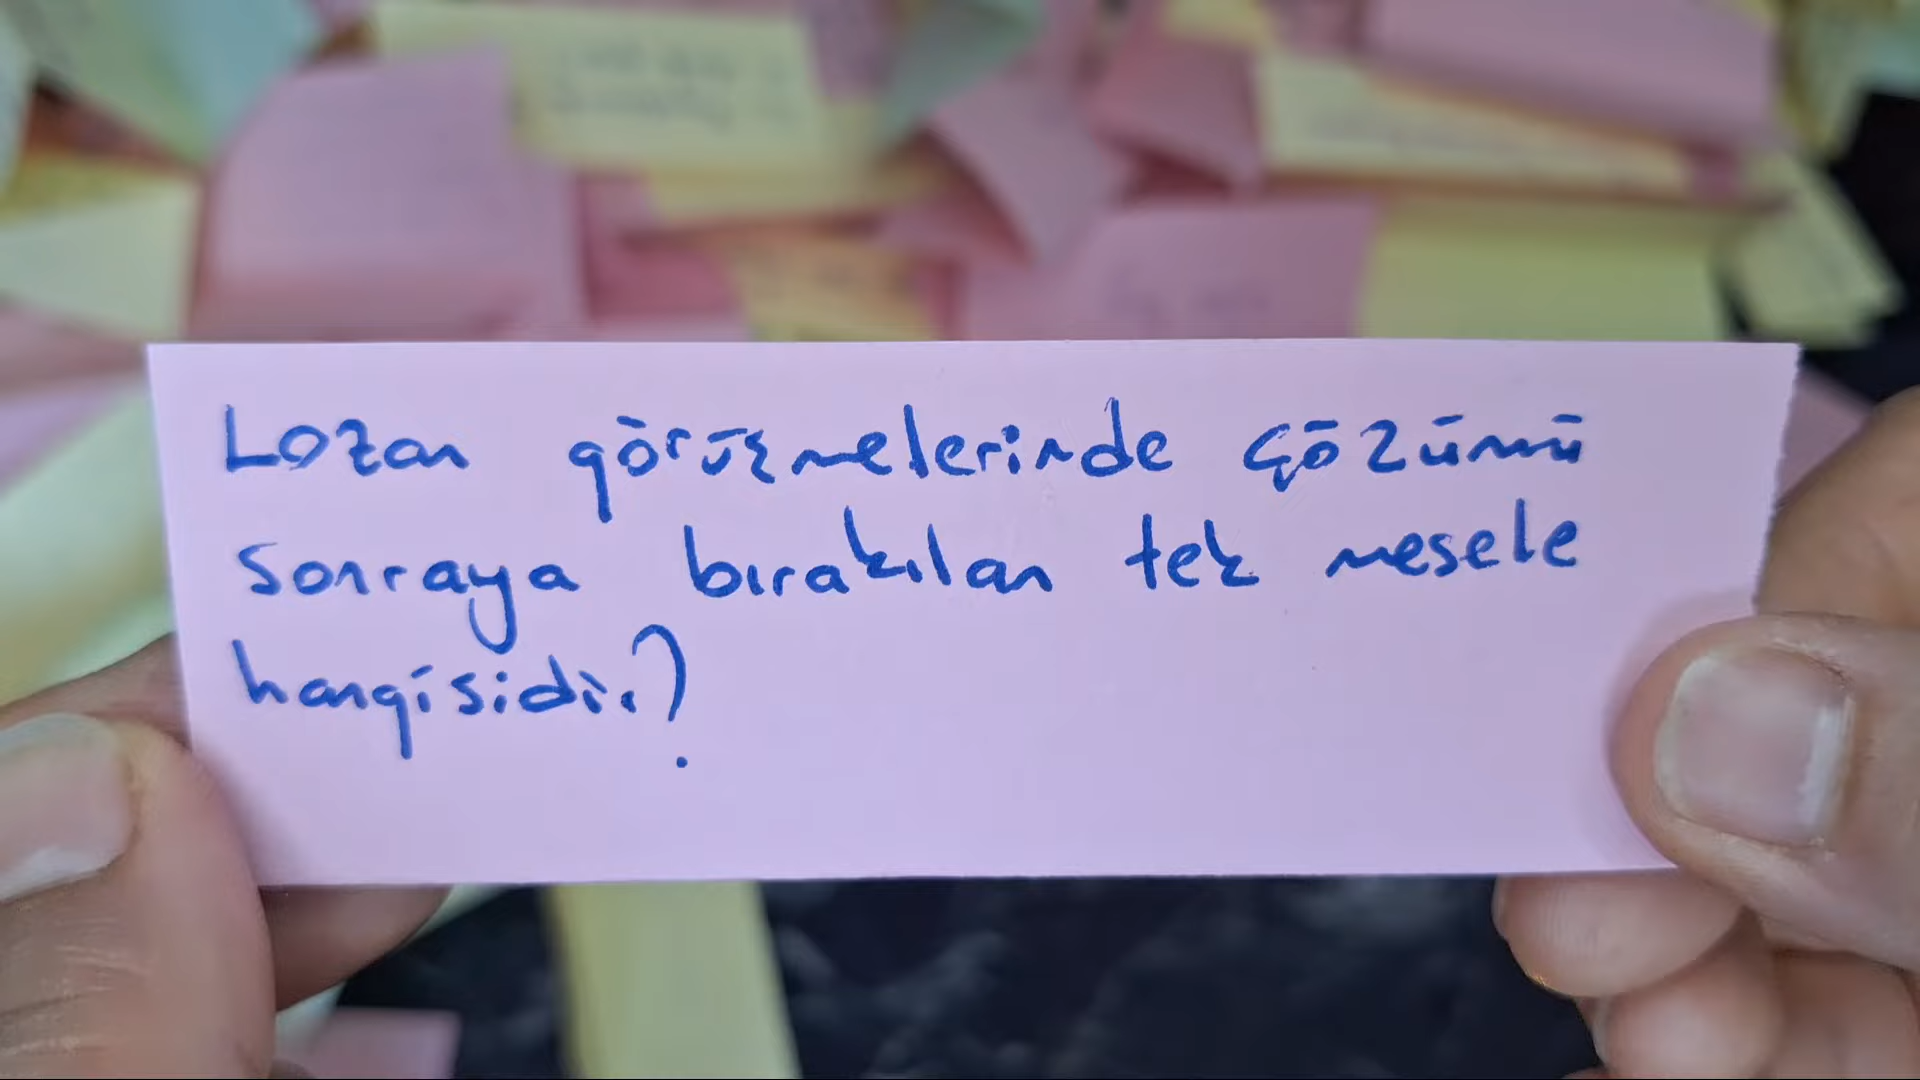 Lozan görüşmelerinde çözümü
sonraya bırakılan tek mesele
hangisidir?